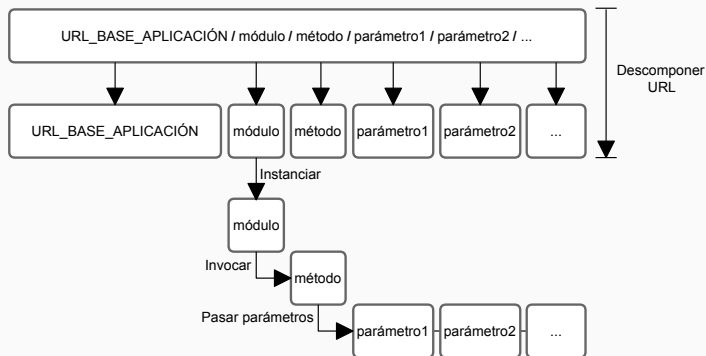 URL_BASE_APLICACIÓN / módulo / método / parámetro1 / parámetro2 / ...
Descomponer
URL
URL_BASE_APLICACIÓN
módulo
método
parámetro1
parámetro2
...
Instanciar
módulo
Invocar
método
Pasar parámetros
parámetro1
parámetro2
...